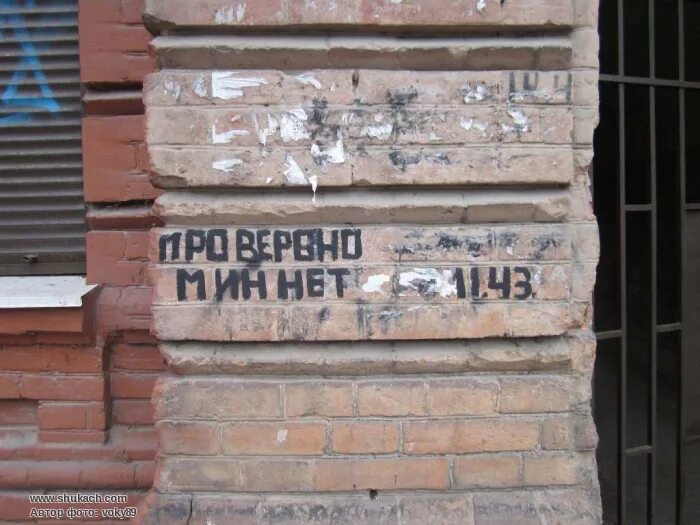 ПРОВЕРЕНО
МИН НЕТ 11.43.
www.shukach.com
Автор фото: voky89